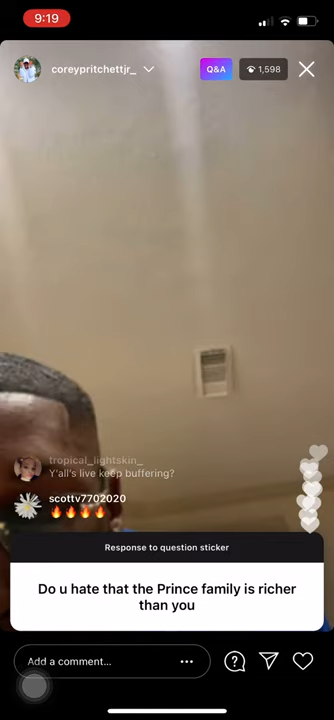 9:19
coreypritchettjr_
Q&A
1,598
tropical_lightskin_
Y'all's live keep buffering?
scottv7702020
🔥🔥🔥🔥
Response to question sticker
Do u hate that the Prince family is richer
than you
Add a comment...